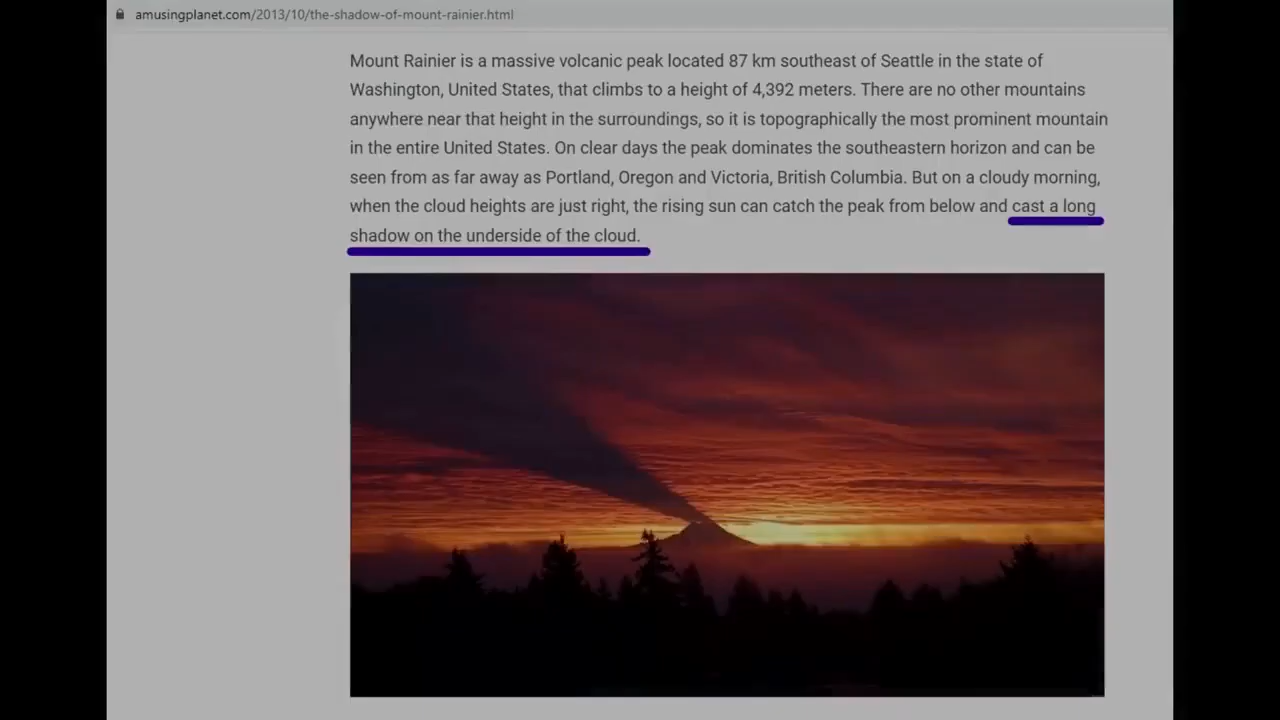 amusingplanet.com/2013/10/the-shadow-of-mount-rainier.html
Mount Rainier is a massive volcanic peak located 87 km southeast of Seattle in the state of
Washington, United States, that climbs to a height of 4,392 meters. There are no other mountains
anywhere near that height in the surroundings, so it is topographically the most prominent mountain
in the entire United States. On clear days the peak dominates the southeastern horizon and can be
seen from as far away as Portland, Oregon and Victoria, British Columbia. But on a cloudy morning,
when the cloud heights are just right, the rising sun can catch the peak from below and cast a long
shadow on the underside of the cloud.